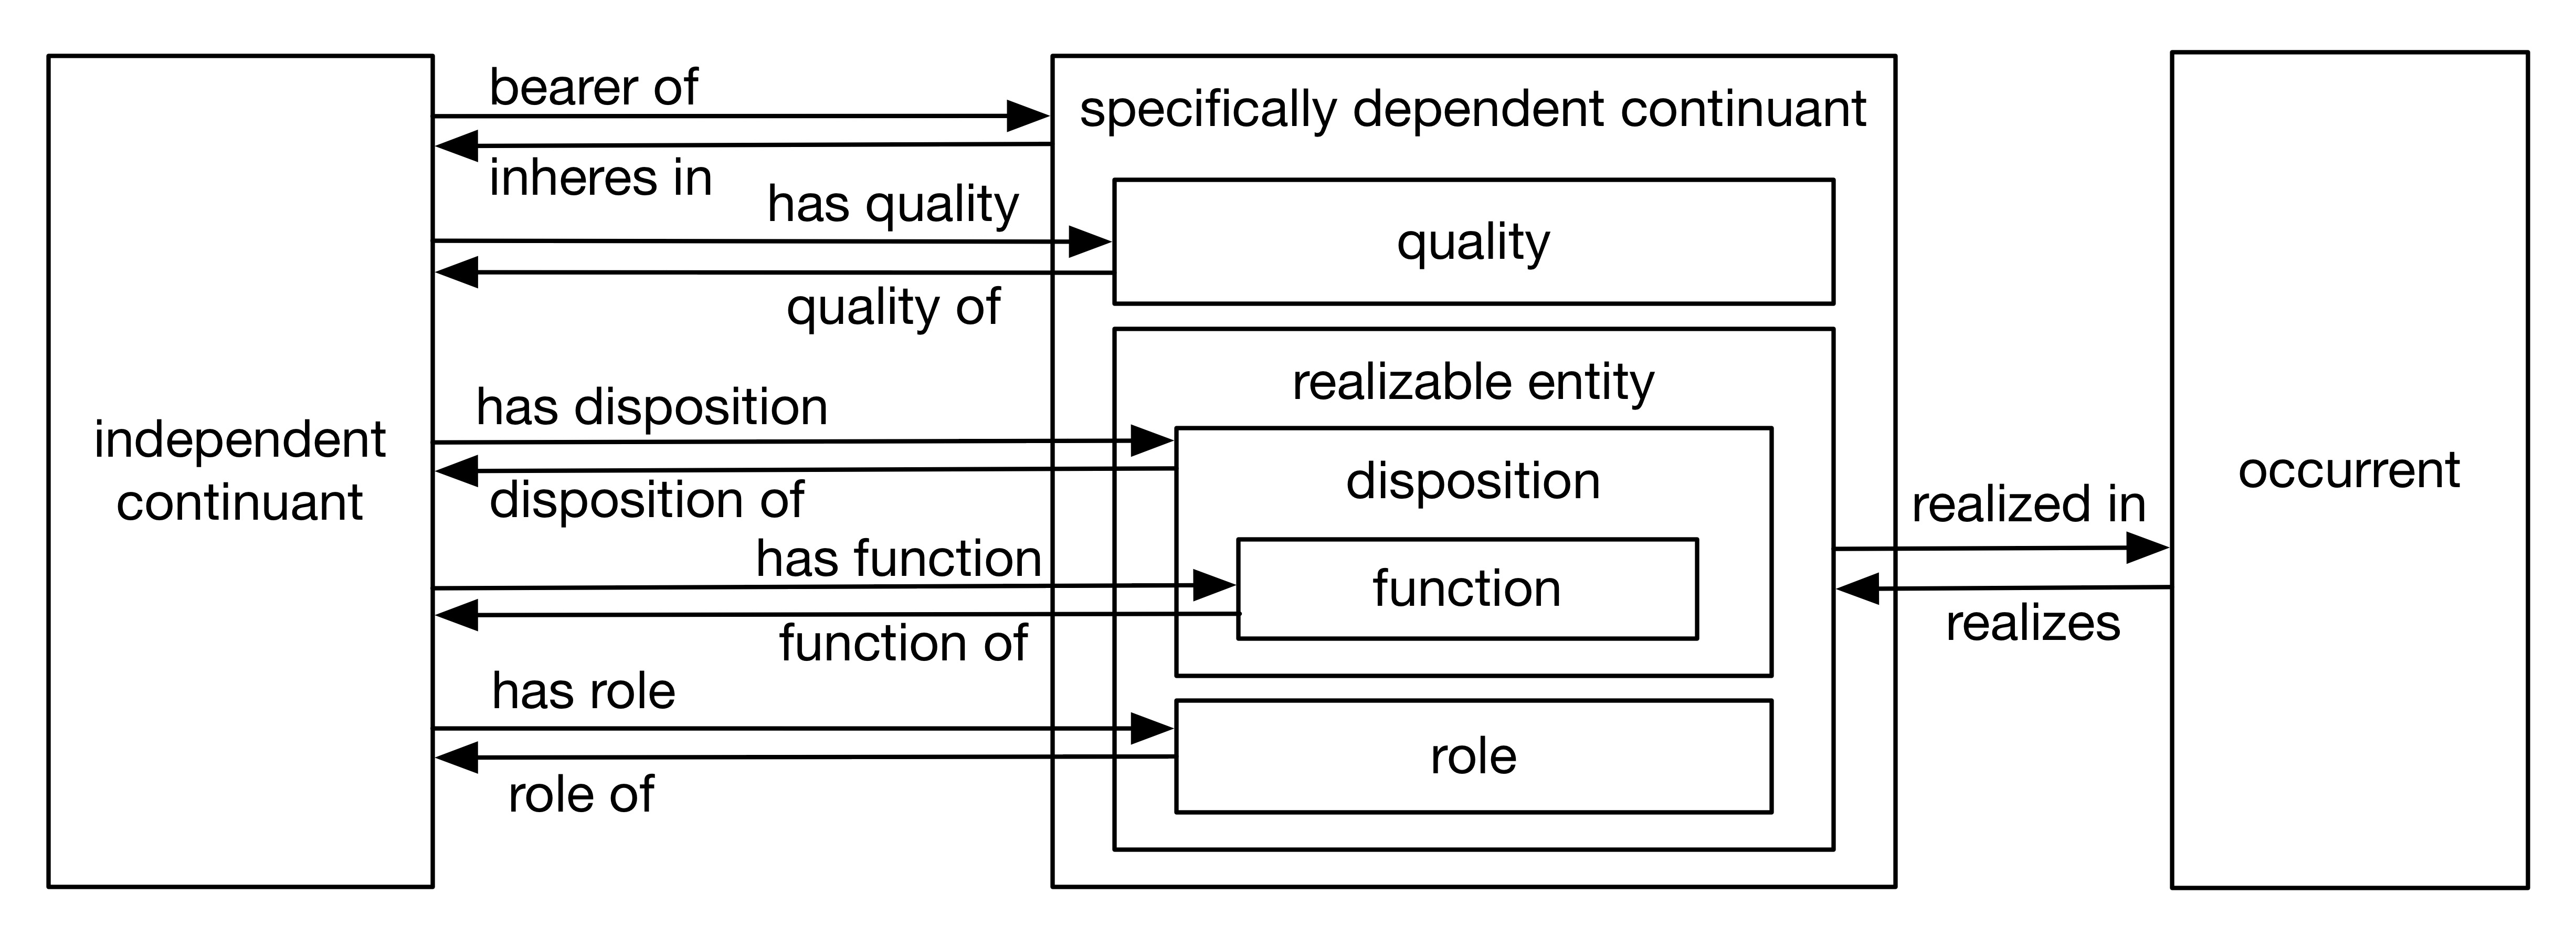 independent
continuant
bearer of
inheres in
has quality
quality of
has disposition
disposition of
has function
function of
has role
role of
specifically dependent continuant
quality
realizable entity
disposition
function
role
realized in
realizes
occurrent